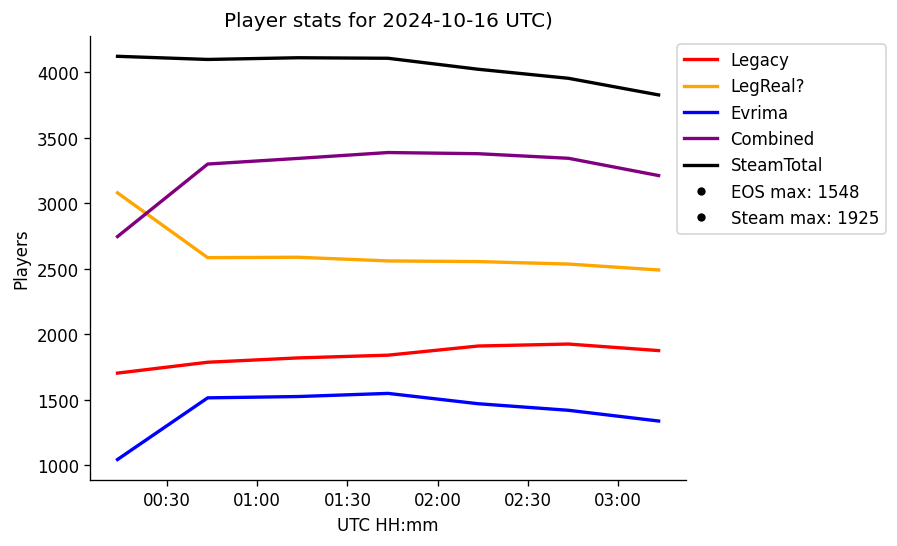 Player stats for 2024-10-16 UTC)
Players
4000
3500
3000
2500
2000
1500
1000
00:30 01:00 01:30 02:00 02:30 03:00
UTC HH:mm
Legacy
LegReal?
Evrima
Combined
SteamTotal
EOS max: 1548
Steam max: 1925